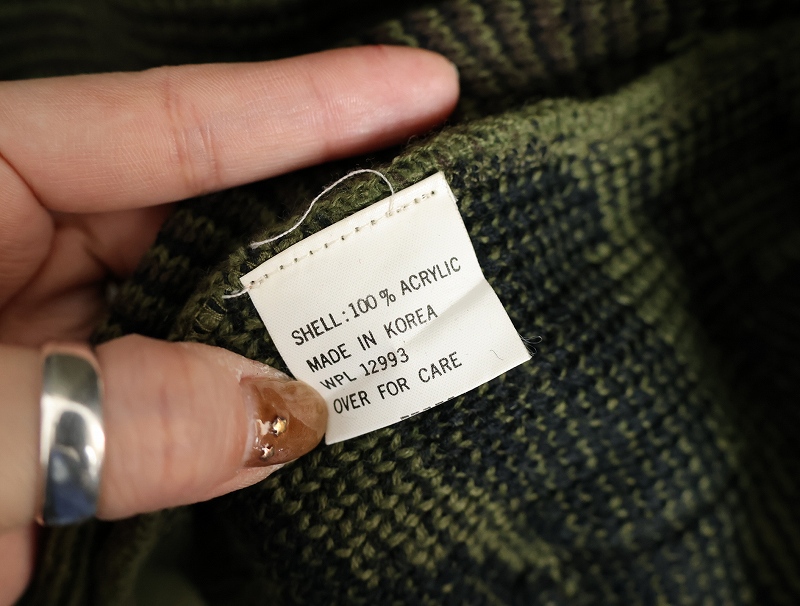 SHELL:100% ACRYLIC
MADE IN KOREA
WPL 12993
OVER FOR CARE